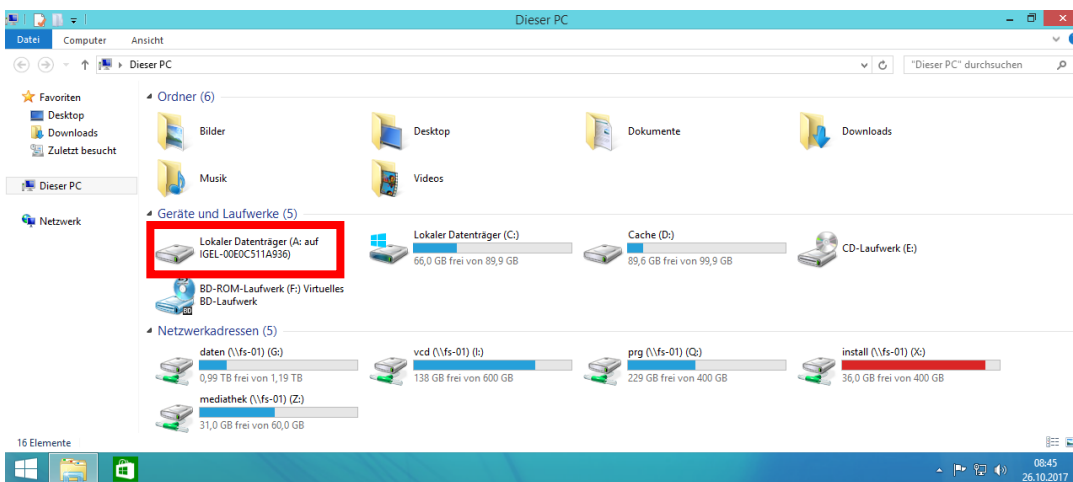 Dieser PC
Datei Computer Ansicht
Dieser PC
"Dieser PC" durchsuchen
Favoriten
Desktop
Downloads
Zuletzt besucht
Dieser PC
Netzwerk
Ordner (6)
Bilder
Desktop
Dokumente
Downloads
Musik
Videos
Geräte und Laufwerke (5)
Lokaler Datenträger (A: auf
IGEL-00E0C511A936)
Lokaler Datenträger (C:)
66,0 GB frei von 89,9 GB
Cache (D:)
89,6 GB frei von 99,9 GB
CD-Laufwerk (E:)
BD-ROM-Laufwerk (F:) Virtuelles
BD-Laufwerk
BD
Netzwerkadressen (5)
daten (\\fs-01) (G:)
0,99 TB frei von 1,19 TB
vcd (\\fs-01) (I:)
138 GB frei von 600 GB
prg (\\fs-01) (Q:)
229 GB frei von 400 GB
install (\\fs-01) (X:)
36,0 GB frei von 400 GB
mediathek (\\fs-01) (Z:)
31,0 GB frei von 60,0 GB
16 Elemente
08:45
26.10.2017